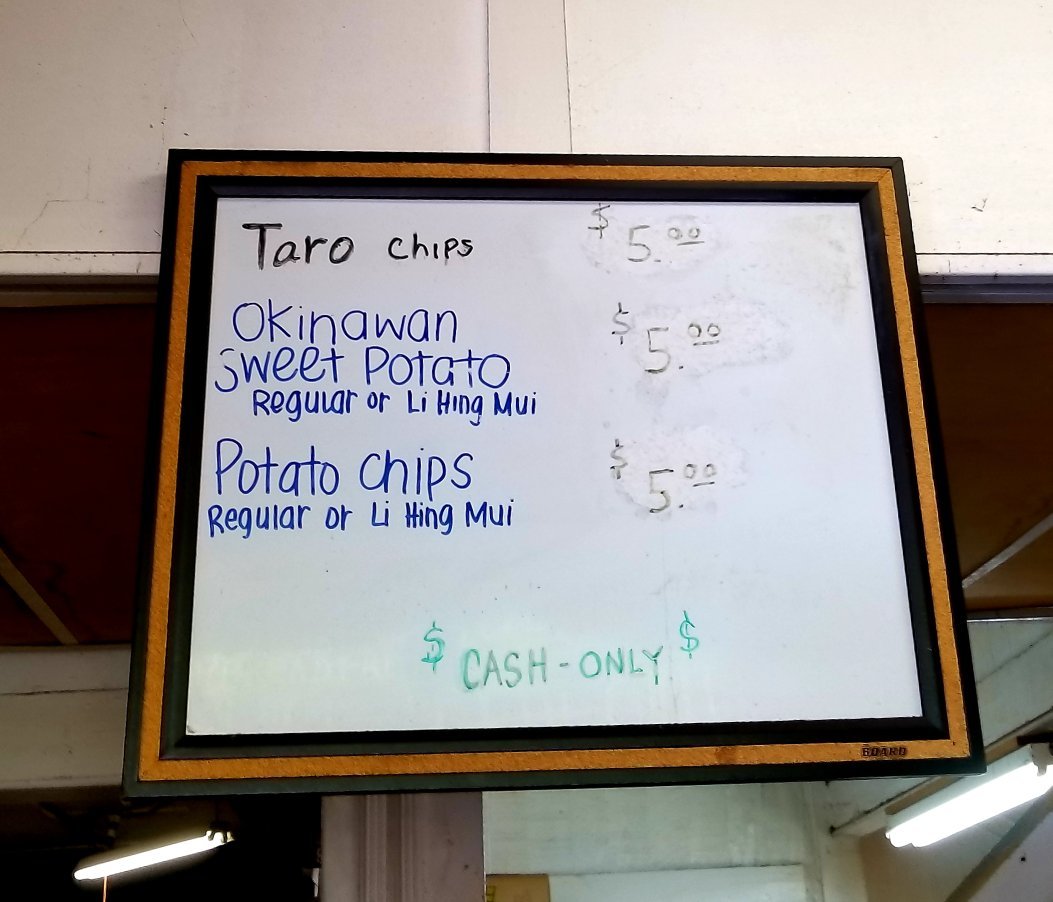 Taro chips $5.00
Okinawan
Sweet Potato $5.00
Regular or Li Hing Mui
Potato Chips $5.00
Regular or Li Hing Mui
$ CASH-ONLY $
BOARD